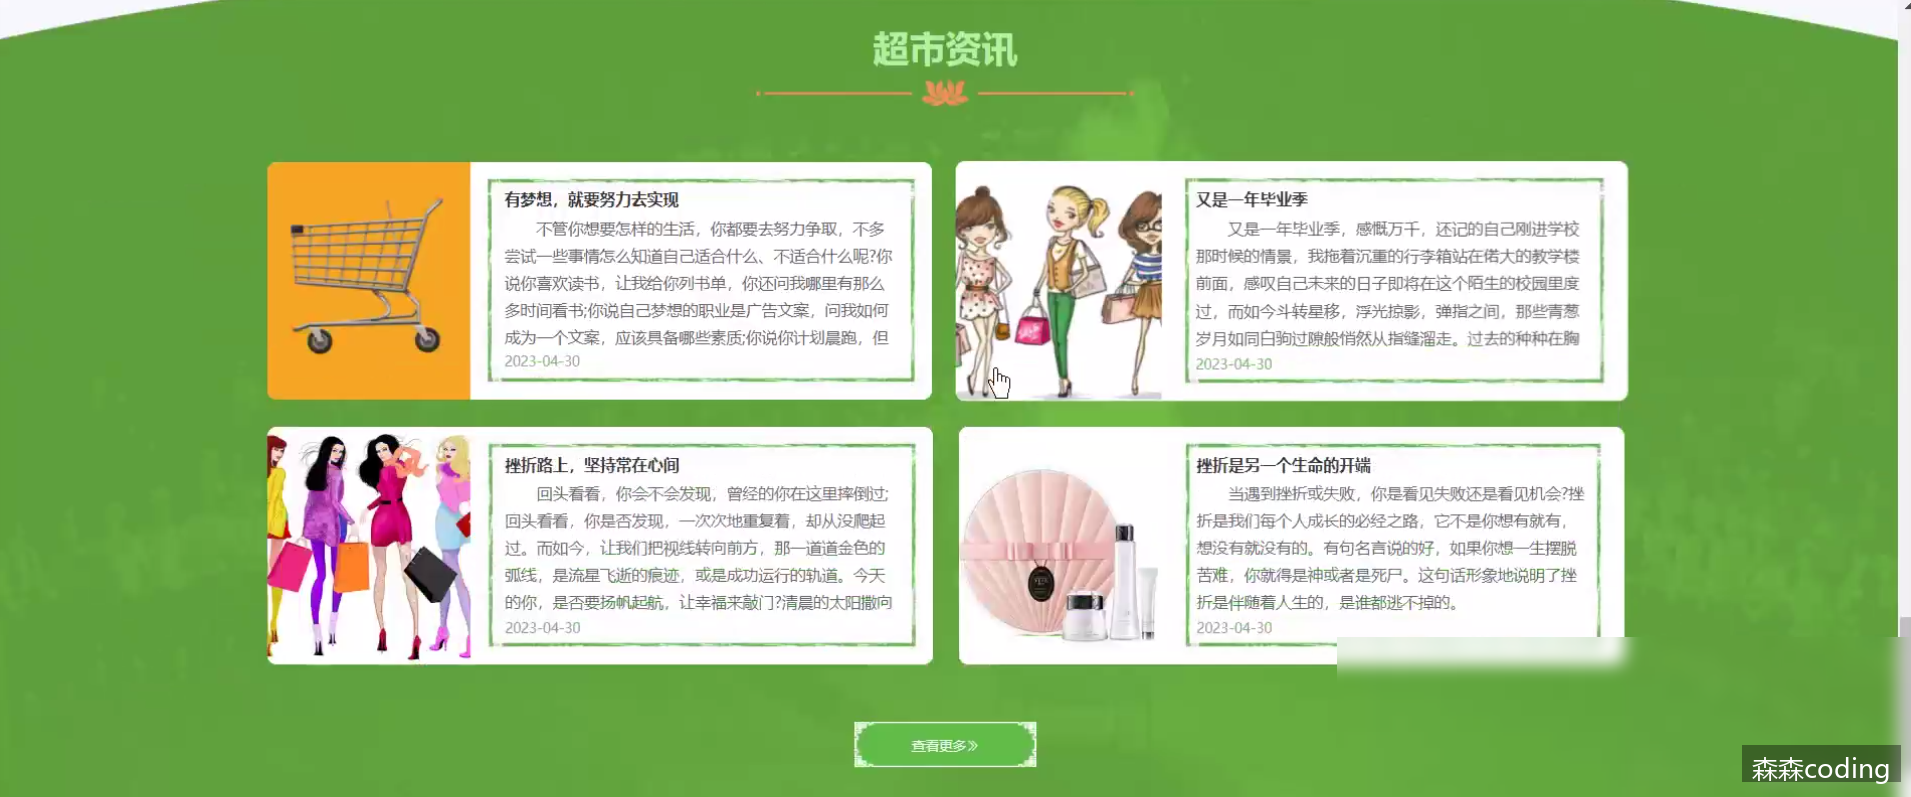 超市资讯
有梦想，就要努力去实现
不管你想要怎样的生活，你都要去努力争取，不多
尝试一些事情怎么知道自己适合什么、不适合什么呢?你
说你喜欢读书，让我给你列书单，你还问我哪里有那么
多时间看书;你说自己梦想的职业是广告文案，问我如何
成为一个文案，应该具备哪些素质;你说你计划晨跑，但
2023-04-30
又是一年毕业季
又是一年毕业季，感慨万千，还记的自己刚进学校
那时候的情景，我拖着沉重的行李箱站在偌大的教学楼
前面，感叹自己未来的日子即将在这个陌生的校园里度
过，而如今斗转星移，浮光掠影，弹指之间，那些青葱
岁月如同白驹过隙般悄然从指缝溜走。过去的种种在胸
2023-04-30
挫折路上，坚持常在心间
回头看看，你会不会发现，曾经的你在这里摔倒过;
回头看看，你是否发现，一次次地重复着，却从没爬起
过。而如今，让我们把视线转向前方，那一道道金色的
弧线，是流星飞逝的痕迹，或是成功运行的轨道。今天
的你，是否要扬帆起航，让幸福来敲门?清晨的太阳撒向
2023-04-30
挫折是另一个生命的开端
当遇到挫折或失败，你是看见失败还是看见机会?挫
折是我们每个人成长的必经之路，它不是你想有就有，
想没有就没有的。有句名言说的好，如果你想一生摆脱
苦难，你就得是神或者是死尸。这句话形象地说明了挫
折是伴随着人生的，是谁都逃不掉的。
2023-04-30
查看更多»
森森coding